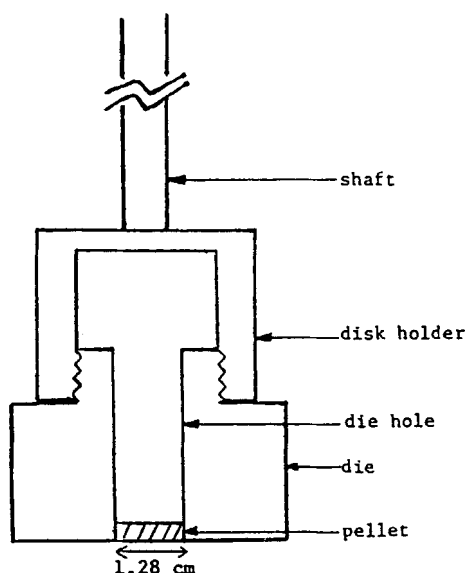 shaft
disk holder
die hole
die
pellet
1.28 cm